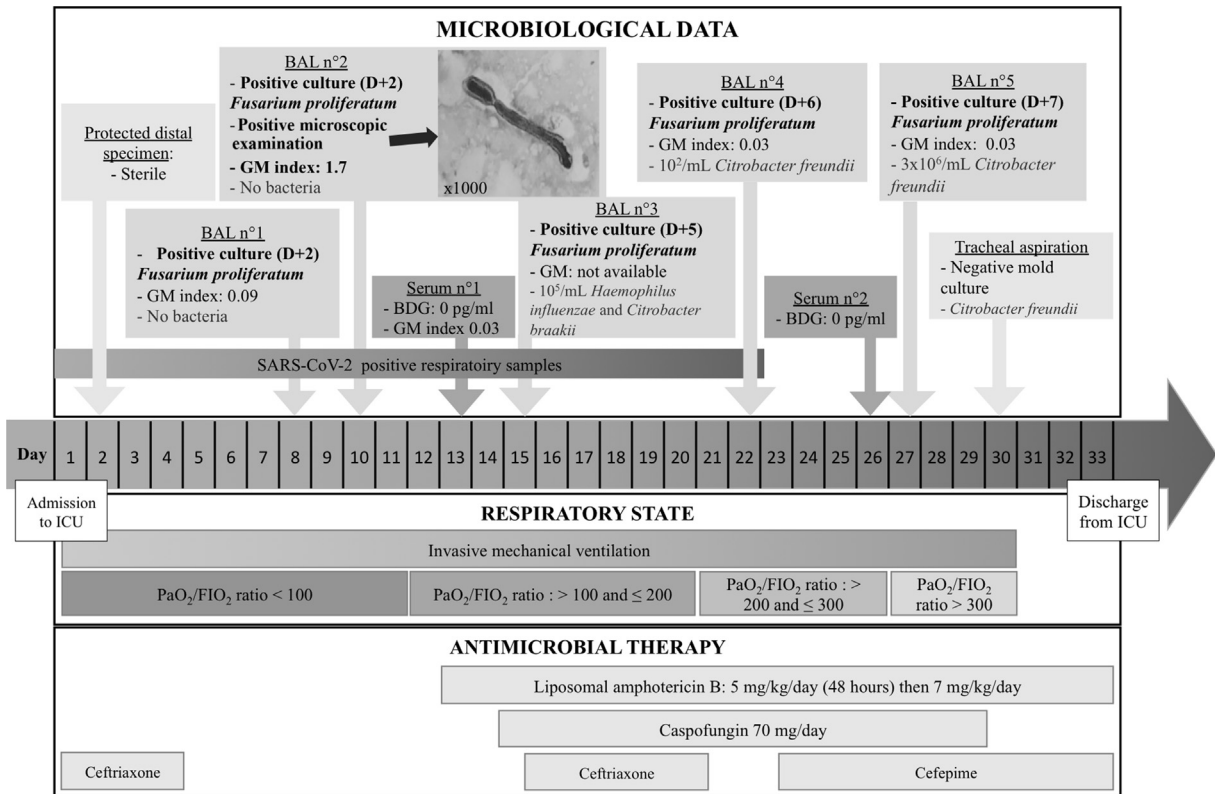 MICROBIOLOGICAL DATA
Protected distal
specimen:
- Sterile
BAL n°1
- Positive culture (D+2)
Fusarium proliferatum
- GM index: 0.09
- No bacteria
BAL n°2
- Positive culture (D+2)
Fusarium proliferatum
- Positive microscopic
examination
- GM index: 1.7
- No bacteria
x1000
Serum n°1
- BDG: 0 pg/ml
- GM index 0.03
BAL n°3
- Positive culture (D+5)
Fusarium proliferatum
- GM: not available
- 10⁵/mL Haemophilus
influenzae and Citrobacter
braakii
BAL n°4
- Positive culture (D+6)
Fusarium proliferatum
- GM index: 0.03
- 10²/mL Citrobacter freundii
Serum n°2
- BDG: 0 pg/ml
BAL n°5
- Positive culture (D+7)
Fusarium proliferatum
- GM index: 0.03
- 3x10⁶/mL Citrobacter
freundii
Tracheal aspiration
- Negative mold
culture
- Citrobacter freundii
SARS-CoV-2 positive respiratoiry samples
Day 1 2 3 4 5 6 7 8 9 10 11 12 13 14 15 16 17 18 19 20 21 22 23 24 25 26 27 28 29 30 31 32 33
Admission
to ICU
Discharge
from ICU
RESPIRATORY STATE
Invasive mechanical ventilation
PaO₂/FIO₂ ratio < 100
PaO₂/FIO₂ ratio : > 100 and ≤ 200
PaO₂/FIO₂ ratio : >
200 and ≤ 300
PaO₂/FIO₂
ratio > 300
ANTIMICROBIAL THERAPY
Liposomal amphotericin B: 5 mg/kg/day (48 hours) then 7 mg/kg/day
Caspofungin 70 mg/day
Ceftriaxone
Ceftriaxone
Cefepime